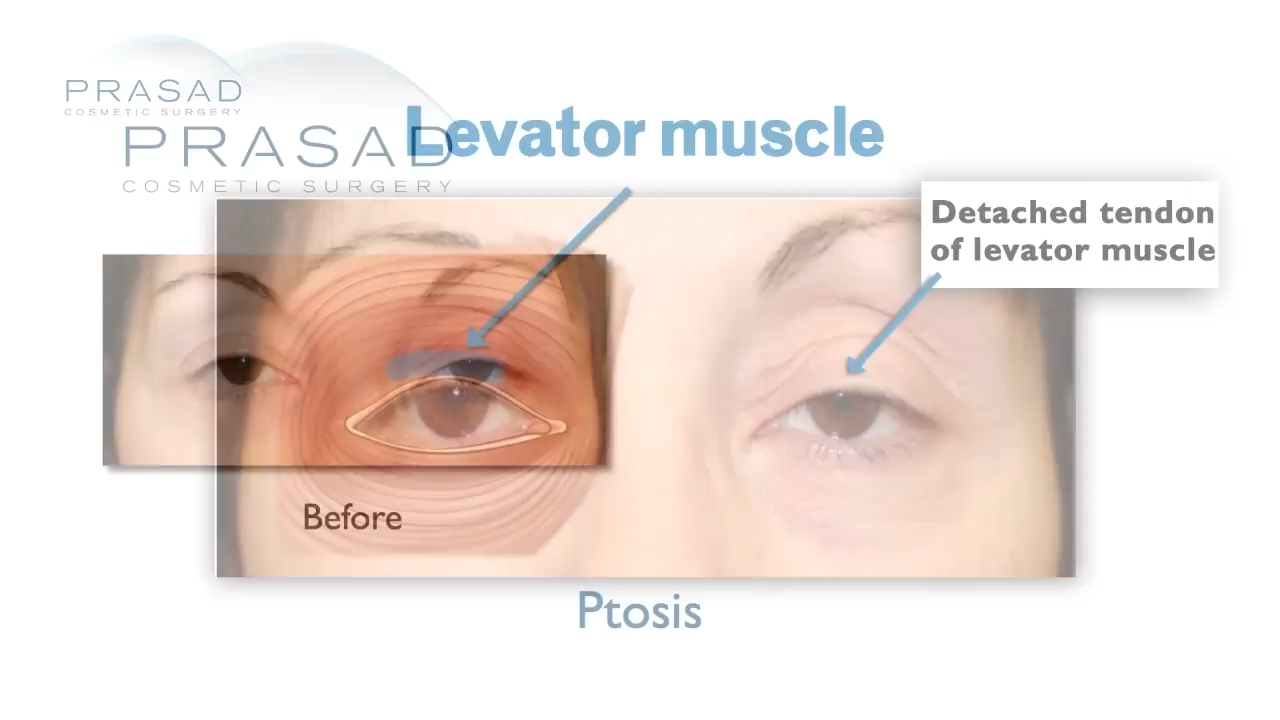 PRASAD
COSMETIC SURGERY
PRASAD
COSMETIC SURGERY
Levator muscle
Detached tendon
of levator muscle
Before
Ptosis